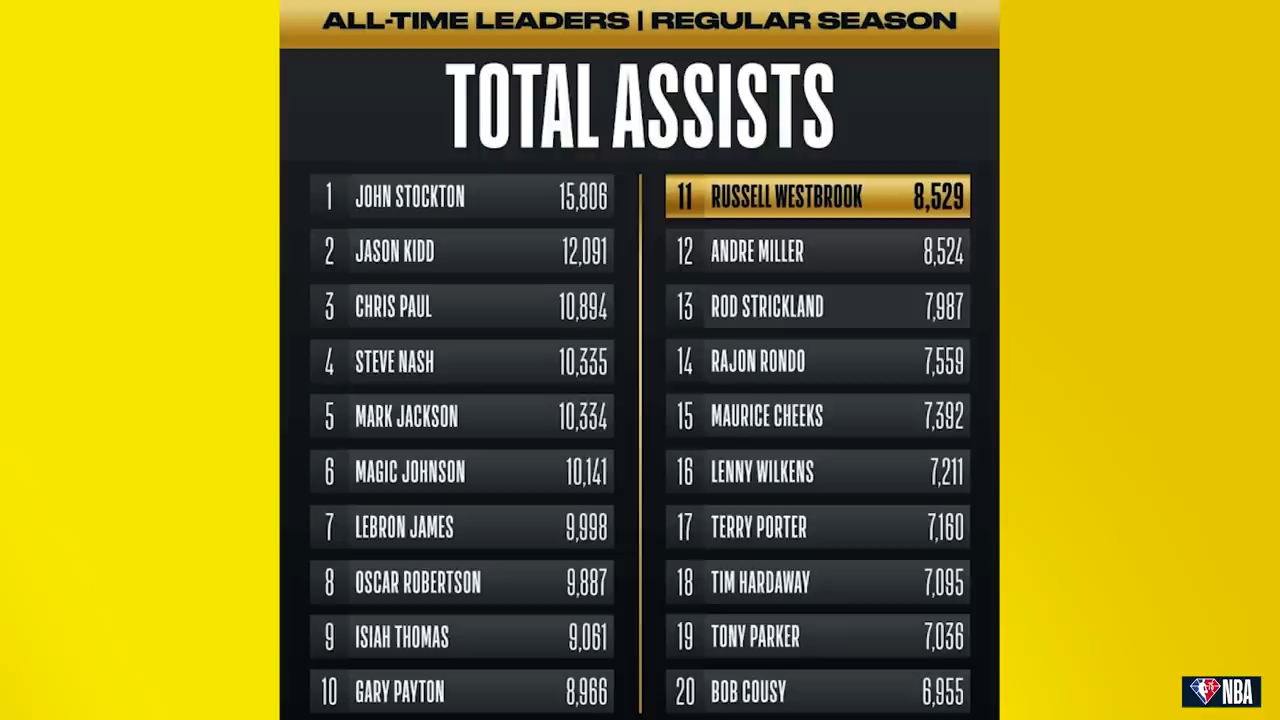 ALL-TIME LEADERS | REGULAR SEASON
TOTAL ASSISTS
1 JOHN STOCKTON 15,806
2 JASON KIDD 12,091
3 CHRIS PAUL 10,894
4 STEVE NASH 10,335
5 MARK JACKSON 10,334
6 MAGIC JOHNSON 10,141
7 LEBRON JAMES 9,998
8 OSCAR ROBERTSON 9,887
9 ISIAH THOMAS 9,061
10 GARY PAYTON 8,966
11 RUSSELL WESTBROOK 8,529
12 ANDRE MILLER 8,524
13 ROD STRICKLAND 7,987
14 RAJON RONDO 7,559
15 MAURICE CHEEKS 7,392
16 LENNY WILKENS 7,211
17 TERRY PORTER 7,160
18 TIM HARDAWAY 7,095
19 TONY PARKER 7,036
20 BOB COUSY 6,955
NBA